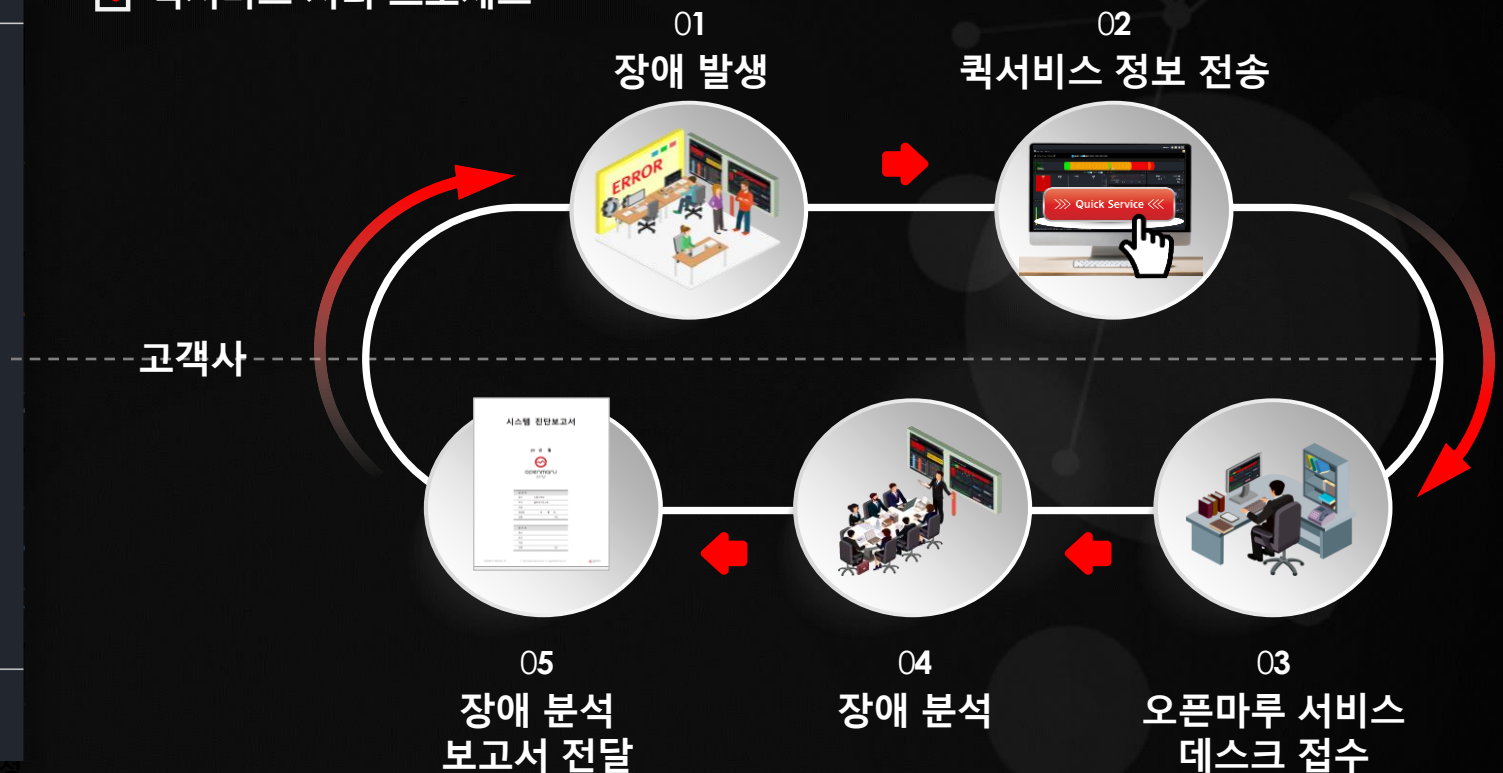 01
장애 발생
02
퀵서비스 정보 전송
ERROR
Quick Service
고객사
시스템 진단보고서
openmaru
05
장애 분석
보고서 전달
04
장애 분석
03
오픈마루 서비스
데스크 접수